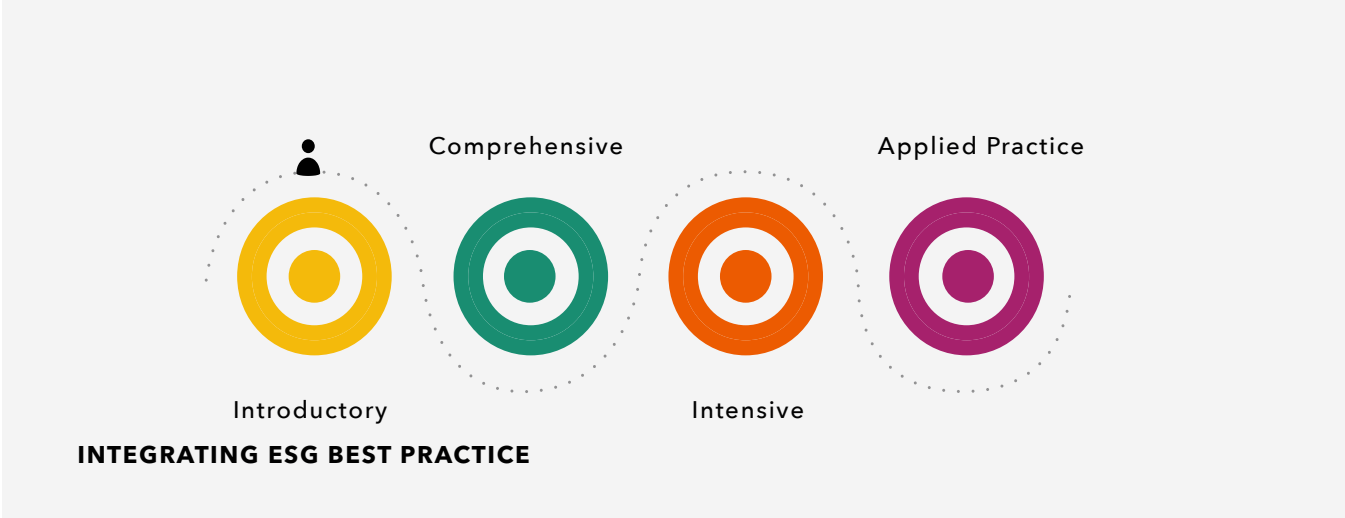 Comprehensive
Applied Practice
Introductory
Intensive
INTEGRATING ESG BEST PRACTICE